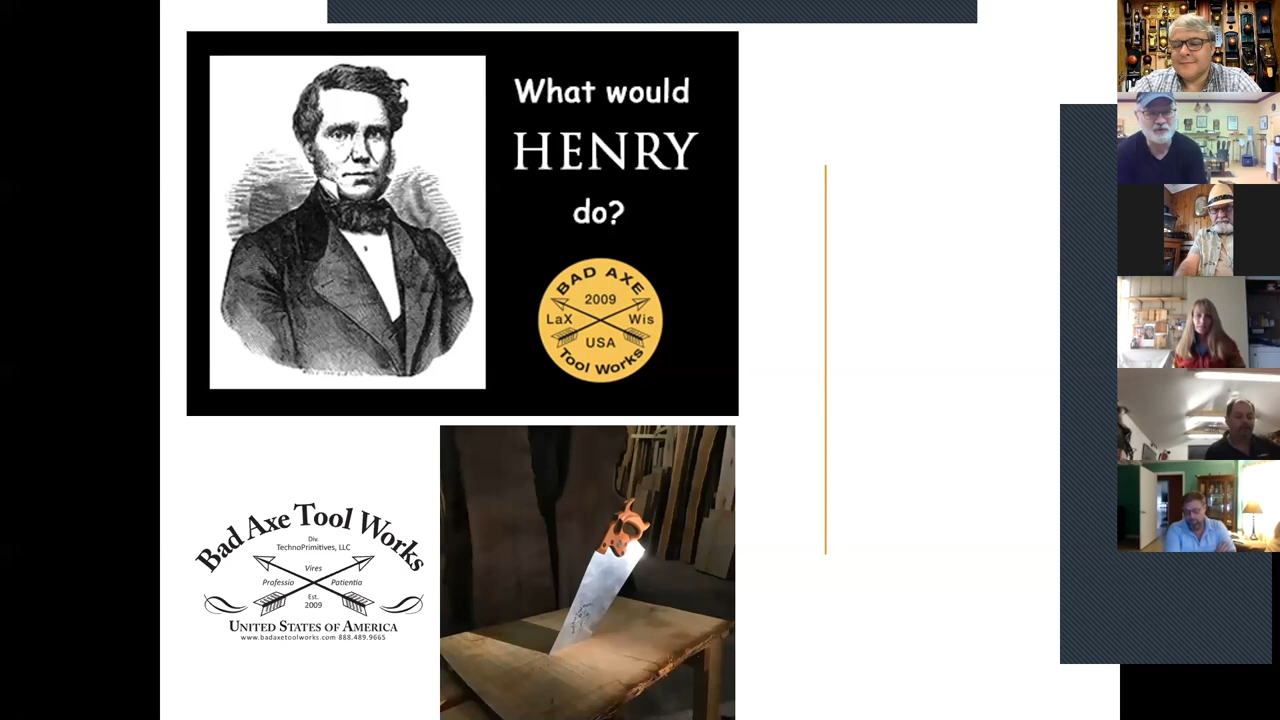 What would
HENRY
do?
BAD AXE
2009
LaX Wis
USA
Tool Works
Bad Axe Tool Works
Div.
TechnoPrimitives, LLC
Vires
Professio Patientia
Est.
2009
UNITED STATES OF AMERICA
www.badaxetoolworks.com 888.489.9665